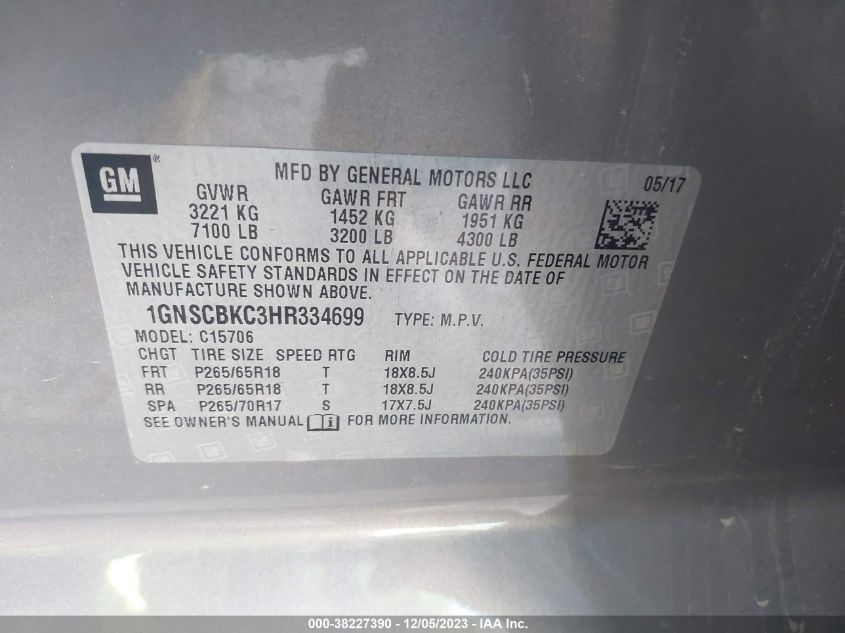 GM
MFD BY GENERAL MOTORS LLC 05/17
GVWR GAWR FRT GAWR RR
3221 KG 1452 KG 1951 KG
7100 LB 3200 LB 4300 LB
THIS VEHICLE CONFORMS TO ALL APPLICABLE U.S. FEDERAL MOTOR
VEHICLE SAFETY STANDARDS IN EFFECT ON THE DATE OF
MANUFACTURE SHOWN ABOVE.
1GNSCBKC3HR334699 TYPE: M.P.V.
MODEL: C15706
CHGT TIRE SIZE SPEED RTG RIM COLD TIRE PRESSURE
FRT P265/65R18 T 18X8.5J 240KPA(35PSI)
RR P265/65R18 T 18X8.5J 240KPA(35PSI)
SPA P265/70R17 S 17X7.5J 240KPA(35PSI)
SEE OWNER'S MANUAL i FOR MORE INFORMATION.
000-38227390 - 12/05/2023 - IAA Inc.